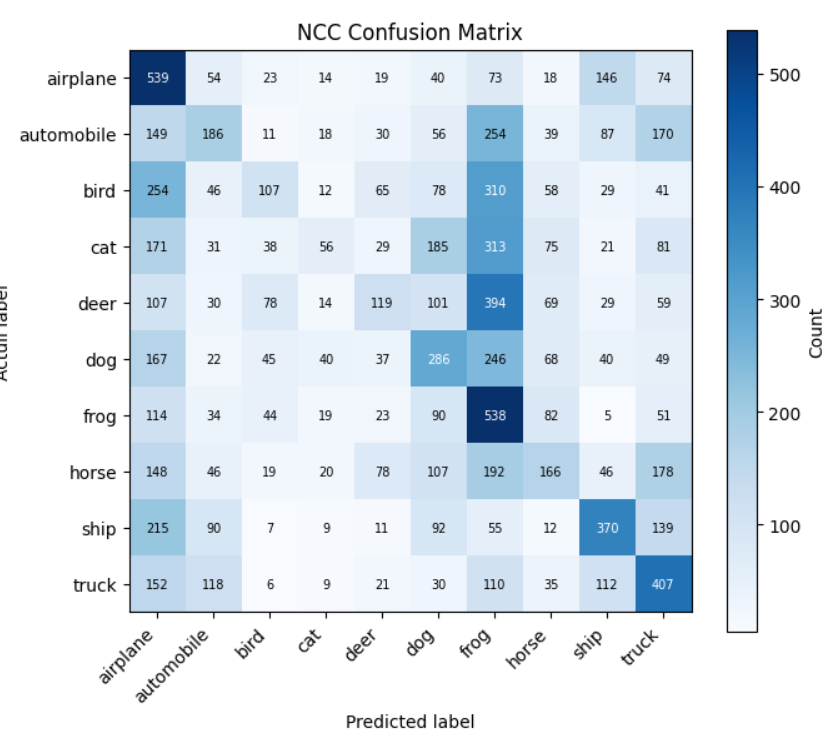 NCC Confusion Matrix
airplane 539 54 23 14 19 40 73 18 146 74
automobile 149 186 11 18 30 56 254 39 87 170
bird 254 46 107 12 65 78 310 58 29 41
cat 171 31 38 56 29 185 313 75 21 81
deer 107 30 78 14 119 101 394 69 29 59
dog 167 22 45 40 37 286 246 68 40 49
frog 114 34 44 19 23 90 538 82 5 51
horse 148 46 19 20 78 107 192 166 46 178
ship 215 90 7 9 11 92 55 12 370 139
truck 152 118 6 9 21 30 110 35 112 407
label
airplane
automobile
bird
cat
deer
dog
frog
horse
ship
truck
Predicted label
500
400
300
200
100
Count